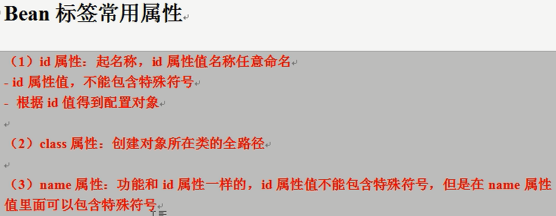 Bean 标签常用属性
（1）id 属性：起名称，id 属性值名称任意命名
- id 属性值，不能包含特殊符号
- 根据 id 值得到配置对象
（2）class 属性：创建对象所在类的全路径
（3）name 属性：功能和 id 属性一样的，id 属性值不能包含特殊符号，但是在 name 属性
值里面可以包含特殊符号